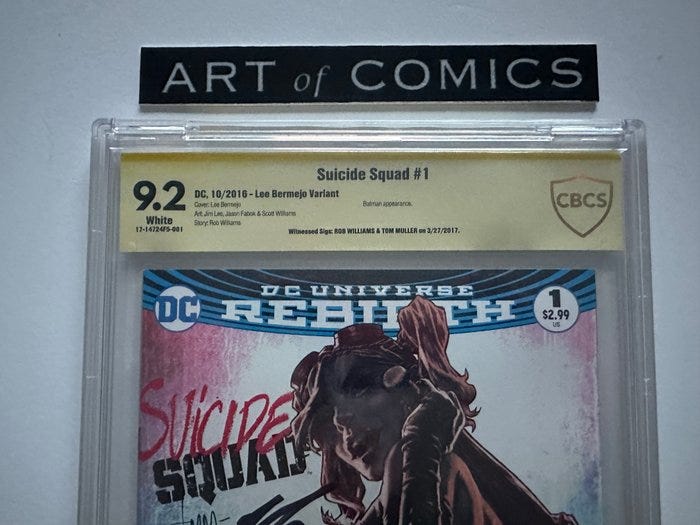 ART of COMICS
Suicide Squad #1
9.2
White
17-14724F5-001
DC, 10/2016 - Lee Bermejo Variant
Cover: Lee Bermejo
Art: Jim Lee, Jason Fabok & Scott Williams
Story: Rob Williams
Batman appearance.
Witnessed Sigs: ROB WILLIAMS & TOM MULLER on 3/27/2017.
CBCS
DC
DC UNIVERSE
REBIRTH
1
$2.99
US
SUiCIDE
SQUAD